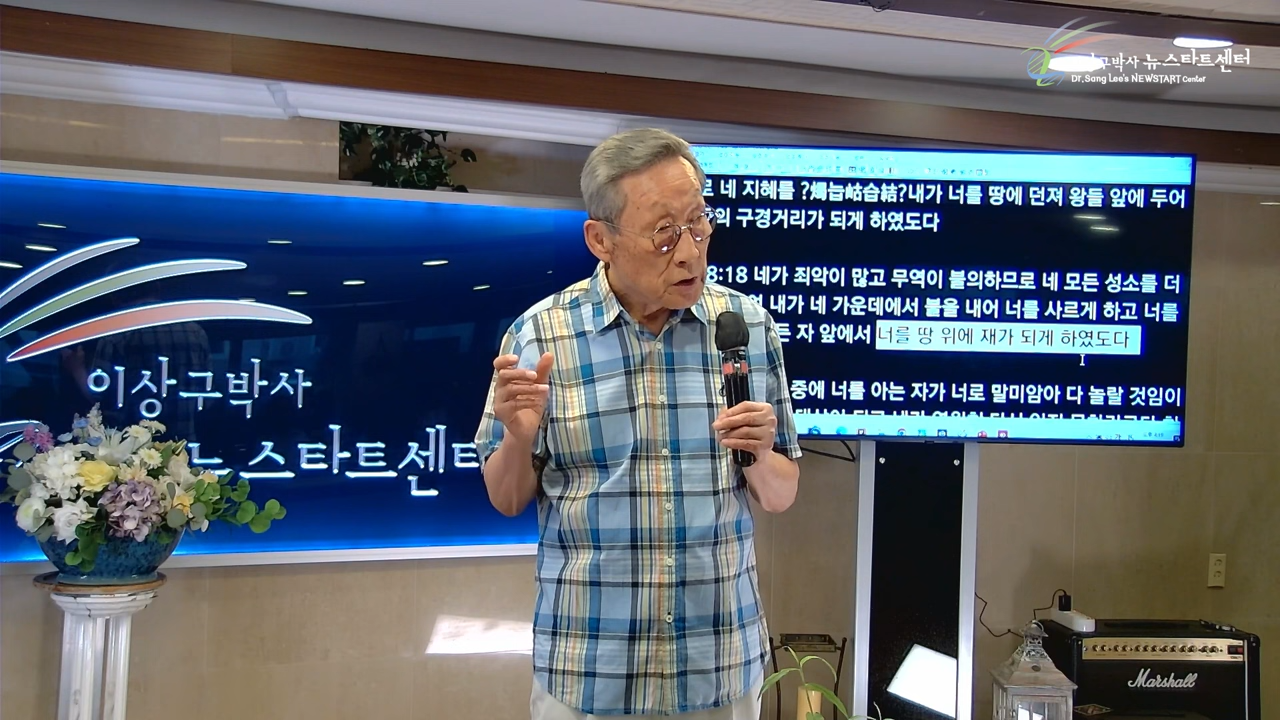 구박사 뉴스타트센터
Dr. Sang Lee's NEWSTART Center
네 지혜를 ?燭늡岵습結?내가 너를 땅에 던져 왕들 앞에 두어
의 구경거리가 되게 하였도다
8:18 네가 죄악이 많고 무역이 불의하므로 네 모든 성소를 더
내가 네 가운데에서 불을 내어 너를 사르게 하고 너를
자 앞에서 너를 땅 위에 재가 되게 하였도다
중에 너를 아는 자가 너로 말미암아 다 놀랄 것임이
이상구박사
뉴스타트센터
Marshall